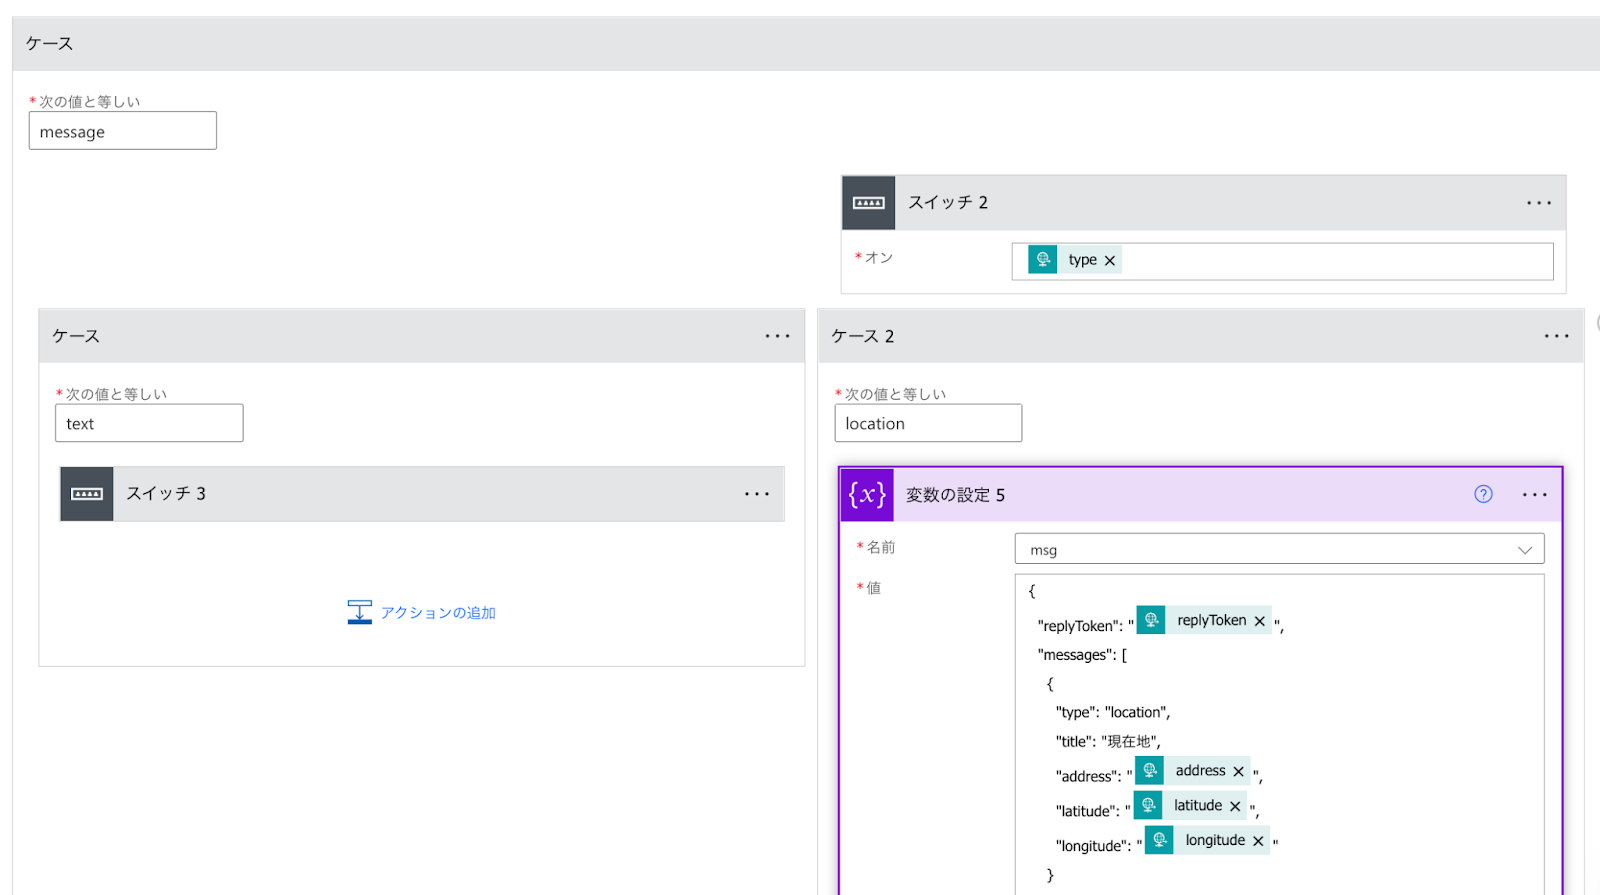 ケース
*次の値と等しい
message
スイッチ 2
*オン
type ×
ケース
ケース 2
*次の値と等しい
text
*次の値と等しい
location
スイッチ 3
{x} 変数の設定 5
アクションの追加
*名前
msg
*値
{
"replyToken": " replyToken × ",
"messages": [
{
"type": "location",
"title": "現在地",
"address": " address × ",
"latitude": " latitude × ",
"longitude": " longitude × "
}